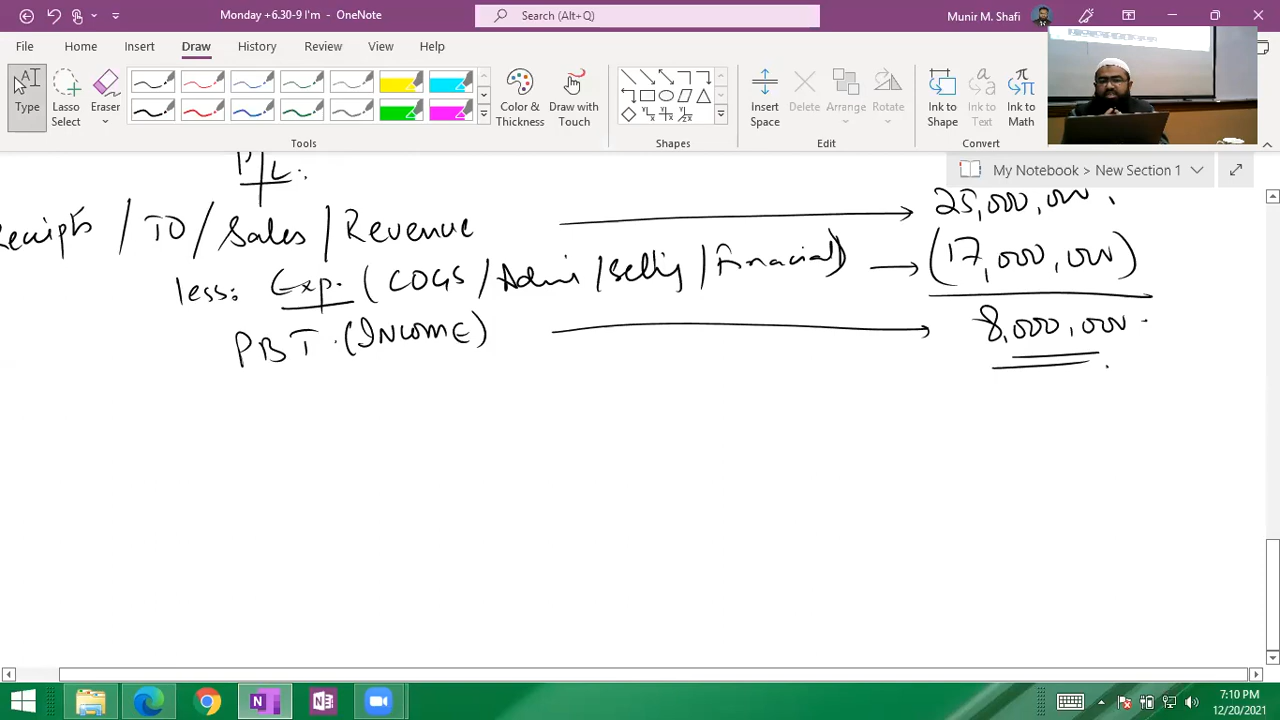 Monday +6.30-9 I'm - OneNote
Search (Alt+Q)
Munir M. Shafi
File Home Insert Draw View History Review View Help
Type
Lasso Select
Eraser
Color & Thickness
Draw with Touch
Insert Space
Delete
Arrange
Rotate
Ink to Shape
Ink to Text
Ink to Math
Tools
Shapes
Edit
Convert
My Notebook > New Section 1
P/L:
Receipts / TO / Sales / Revenue 25,000,000
less: Exp. (COGS / Admi / Selling / Finacial) (17,000,000)
PBT. (INCOME) 8,000,000
7:10 PM
12/20/2021